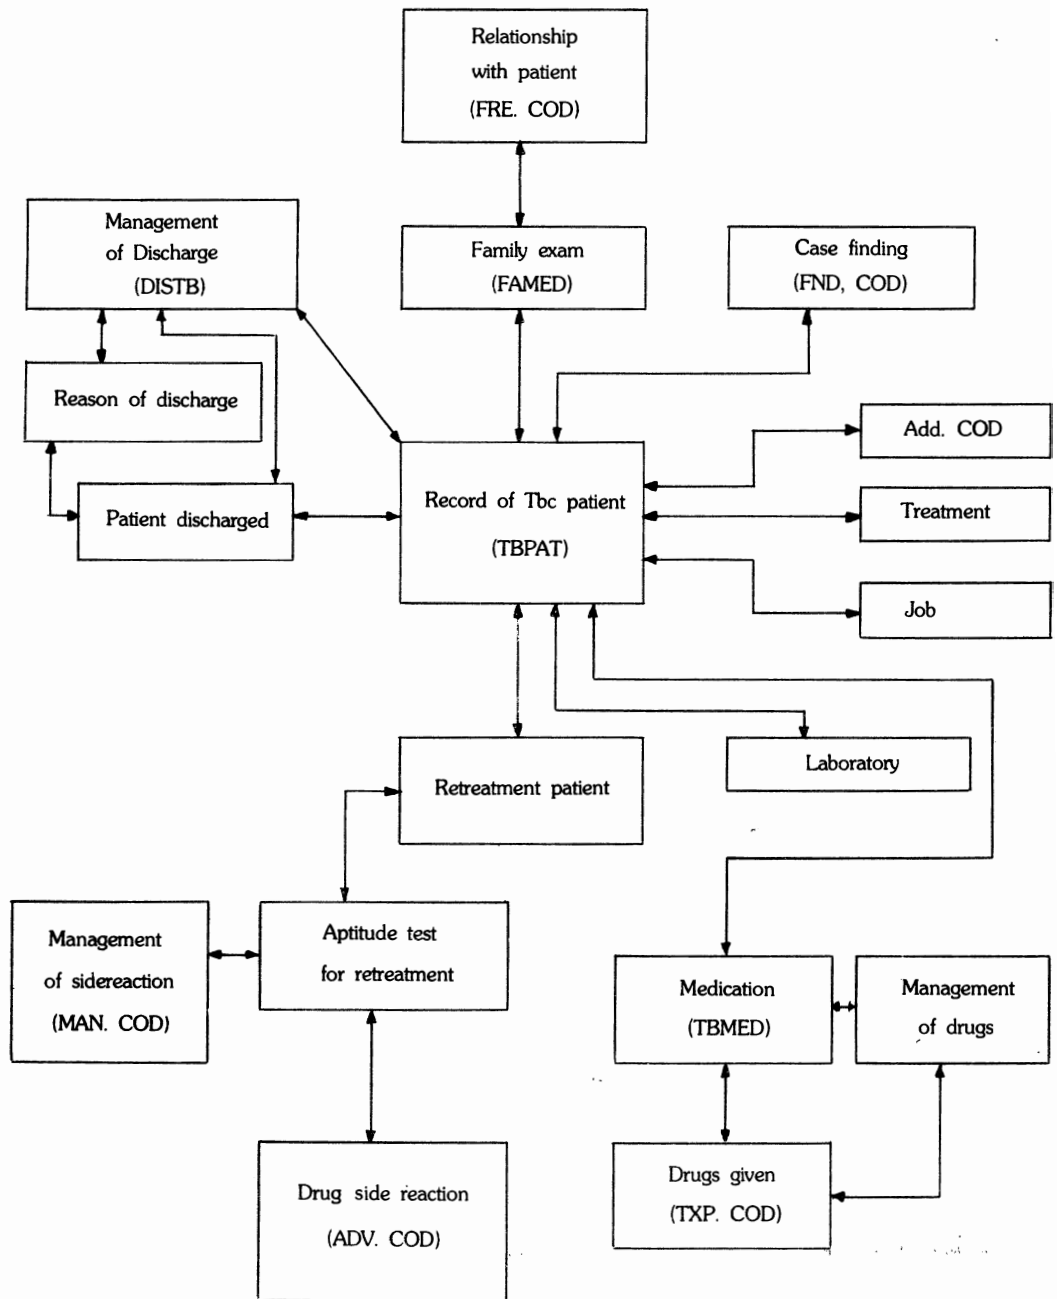 Relationship
with patient
(FRE. COD)
Management
of Discharge
(DISTB)
Family exam
(FAMED)
Case finding
(FND, COD)
Reason of discharge
Add. COD
Record of Tbc patient
(TBPAT)
Treatment
Patient discharged
Job
Laboratory
Retreatment patient
Management
of sidereaction
(MAN. COD)
Aptitude test
for retreatment
Medication
(TBMED)
Management
of drugs
Drug side reaction
(ADV. COD)
Drugs given
(TXP. COD)